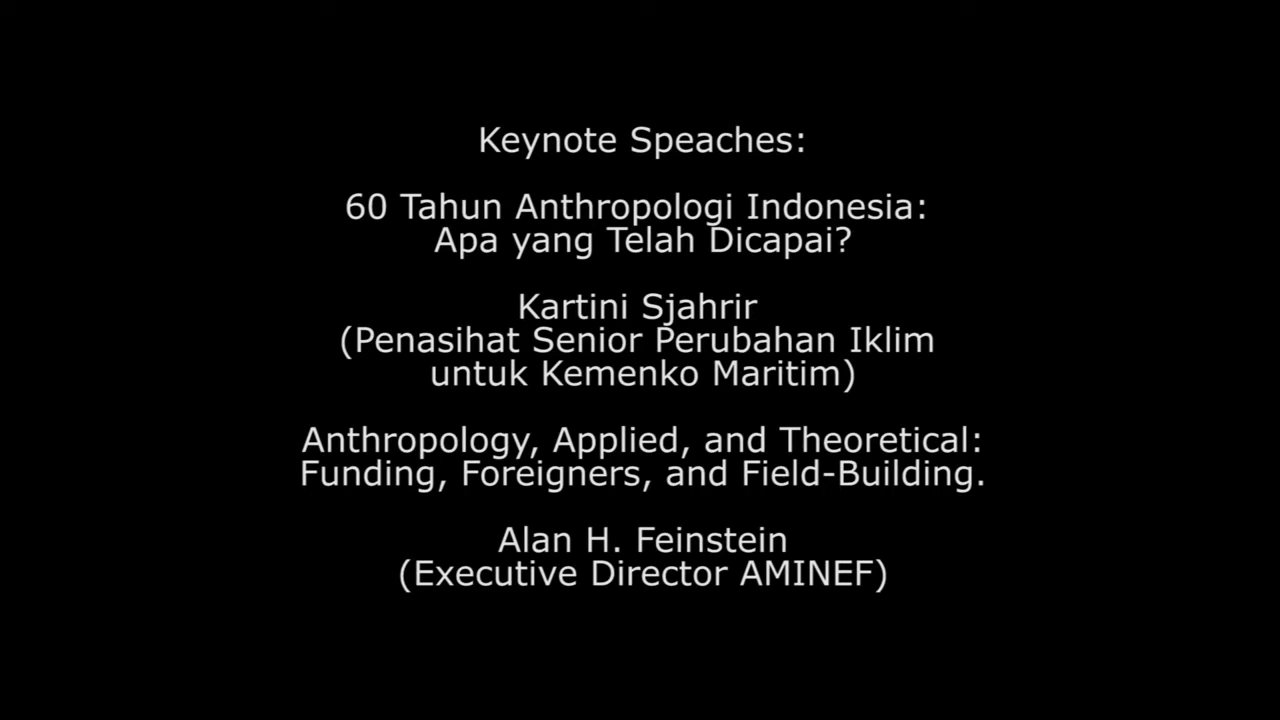 Keynote Speaches:
60 Tahun Anthropologi Indonesia:
Apa yang Telah Dicapai?
Kartini Sjahrir
(Penasihat Senior Perubahan Iklim
untuk Kemenko Maritim)
Anthropology, Applied, and Theoretical:
Funding, Foreigners, and Field-Building.
Alan H. Feinstein
(Executive Director AMINEF)